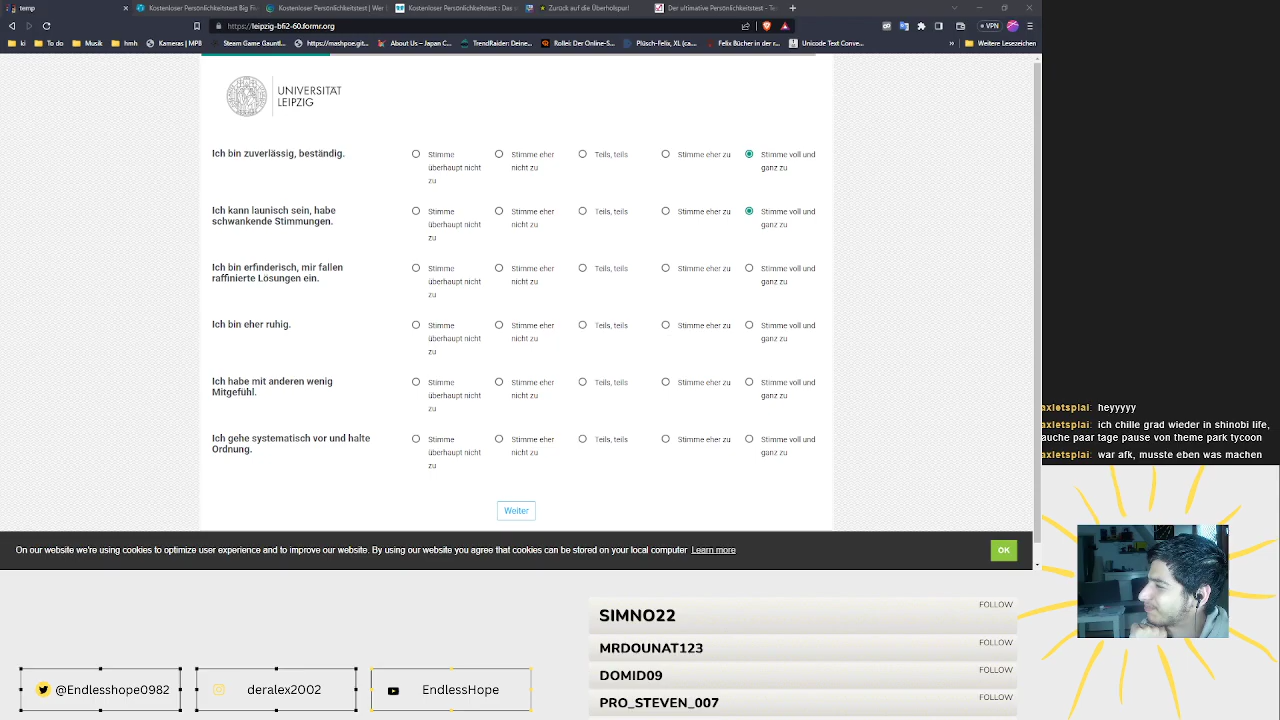 temp
Kostenloser Persönlichkeitstest Big Fi
Kostenloser Persönlichkeitstest | Wer
Kostenloser Persönlichkeitstest : Das
Zurück auf die Überholspur!
Der ultimative Persönlichkeits-Tes
https://leipzig-bfi2-60.formr.org
VPN
ki
To do
Musik
hmh
Kameras | MPB
Steam Game Gauntl...
https://mashpoe.git...
About Us – Japan C...
TrendRaider: Deine...
Rollei: Der Online-S...
Plüsch-Felix, XL (ca....
Felix Bücher in der r...
Unicode Text Conve...
Weitere Lesezeichen
UNIVERSITÄT
LEIPZIG
Ich bin zuverlässig, beständig.
Stimme überhaupt nicht zu
Stimme eher nicht zu
Teils, teils
Stimme eher zu
Stimme voll und ganz zu
Ich kann launisch sein, habe
schwankende Stimmungen.
Stimme überhaupt nicht zu
Stimme eher nicht zu
Teils, teils
Stimme eher zu
Stimme voll und ganz zu
Ich bin erfinderisch, mir fallen
raffinierte Lösungen ein.
Stimme überhaupt nicht zu
Stimme eher nicht zu
Teils, teils
Stimme eher zu
Stimme voll und ganz zu
Ich bin eher ruhig.
Stimme überhaupt nicht zu
Stimme eher nicht zu
Teils, teils
Stimme eher zu
Stimme voll und ganz zu
Ich habe mit anderen wenig
Mitgefühl.
Stimme überhaupt nicht zu
Stimme eher nicht zu
Teils, teils
Stimme eher zu
Stimme voll und ganz zu
Ich gehe systematisch vor und halte
Ordnung.
Stimme überhaupt nicht zu
Stimme eher nicht zu
Teils, teils
Stimme eher zu
Stimme voll und ganz zu
Weiter
On our website we're using cookies to optimize user experience and to improve our website. By using our website you agree that cookies can be stored on your local computer Learn more
OK
axletsplai: heyyyyy
axletsplai: ich chille grad wieder in shinobi life,
auche paar tage pause von theme park tycoon
axletsplai: war afk, musste eben was machen
SIMNO22 FOLLOW
MRDOUNAT123 FOLLOW
DOMID09 FOLLOW
PRO_STEVEN_007 FOLLOW
@Endlesshope0982
deralex2002
EndlessHope